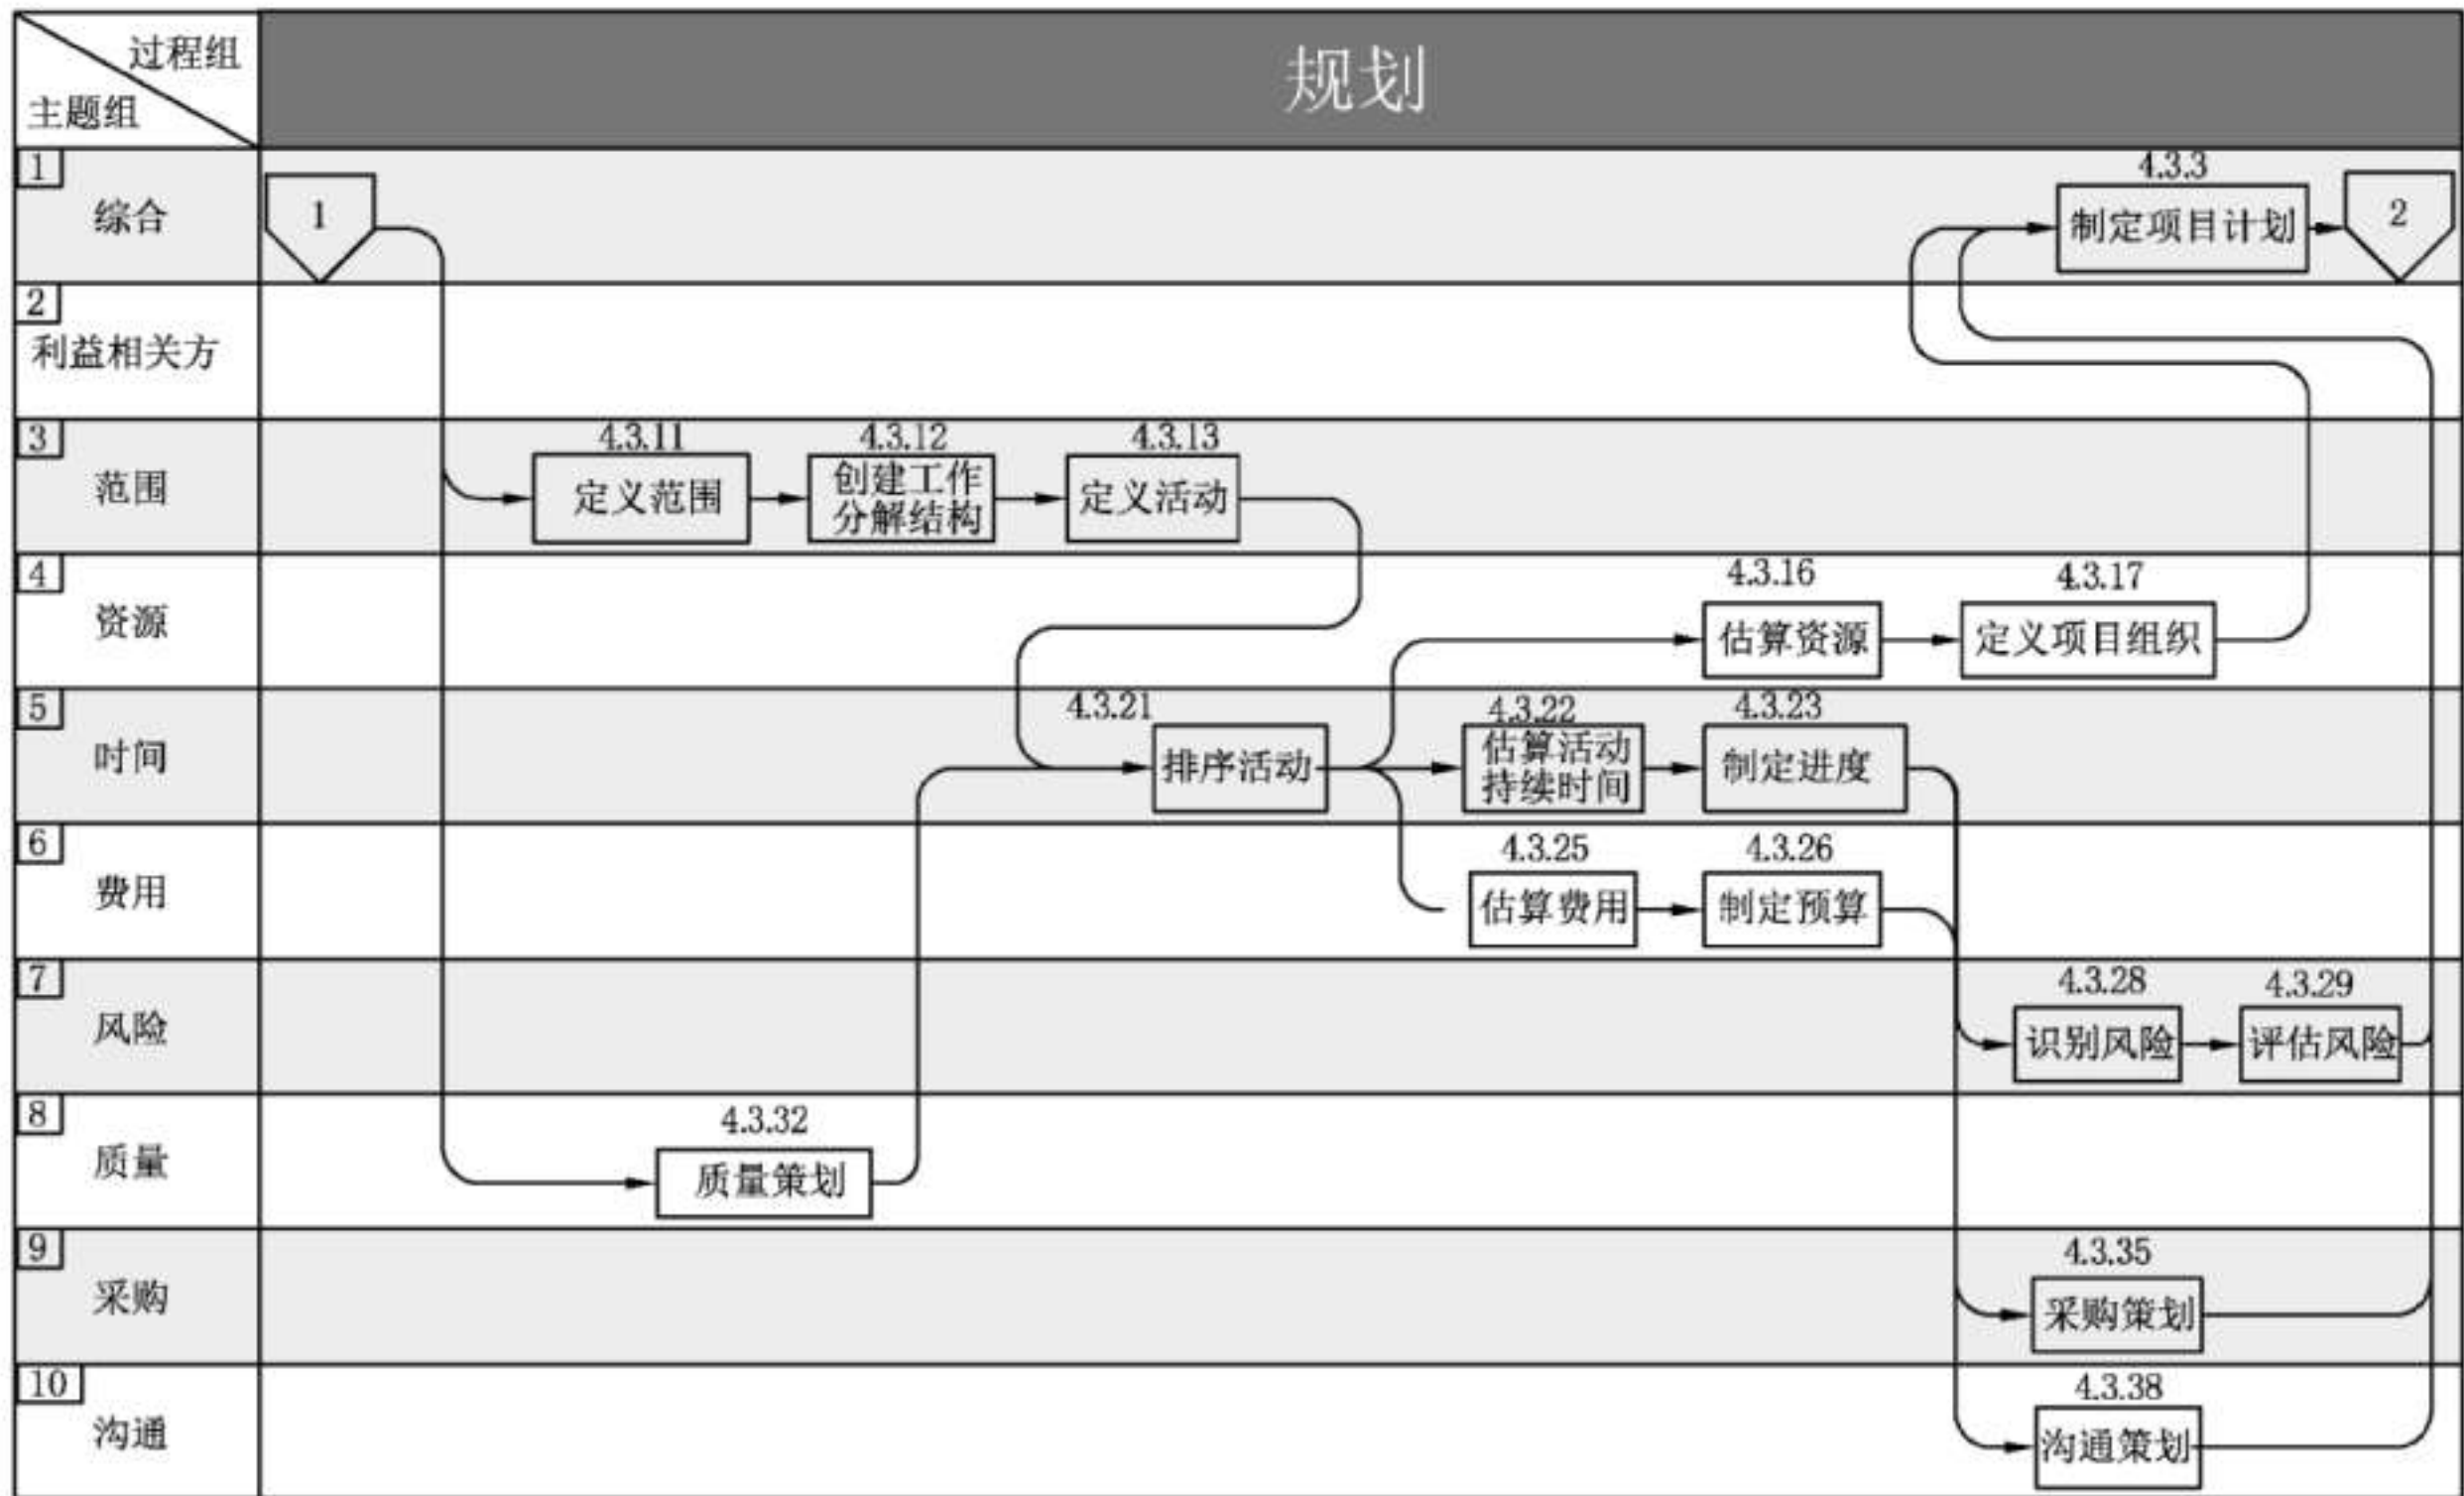 过程组
主题组
规划
1
综合
1
4.3.3
制定项目计划
2
2
利益相关方
3
范围
4.3.11
定义范围
4.3.12
创建工作
分解结构
4.3.13
定义活动
4
资源
4.3.16
估算资源
4.3.17
定义项目组织
5
时间
4.3.21
排序活动
4.3.22
估算活动
持续时间
4.3.23
制定进度
6
费用
4.3.25
估算费用
4.3.26
制定预算
7
风险
4.3.28
识别风险
4.3.29
评估风险
8
质量
4.3.32
质量策划
9
采购
4.3.35
采购策划
10
沟通
4.3.38
沟通策划